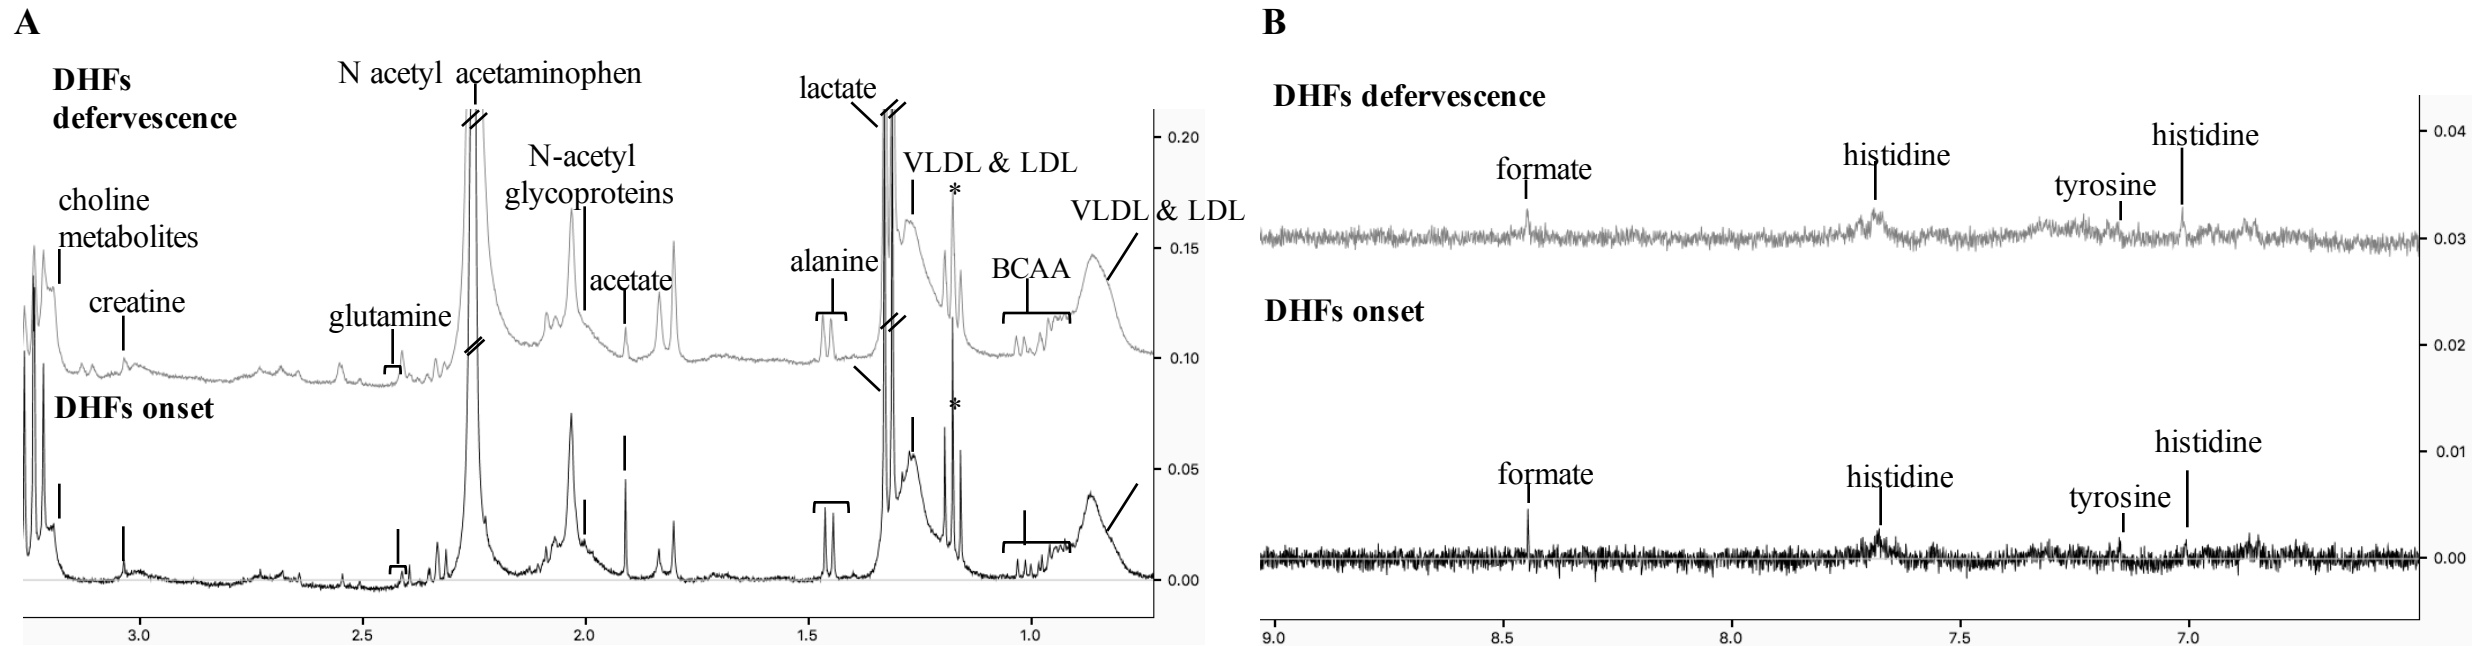 A
DHFs
defervescence
N acetyl acetaminophen
lactate
N-acetyl
glycoproteins
VLDL & LDL
*
choline
metabolites
VLDL & LDL
acetate
alanine
BCAA
creatine
glutamine
DHFs onset
*
0.20
0.15
0.10
0.05
0.00
3.0
2.5
2.0
1.5
1.0
B
DHFs defervescence
formate
histidine
tyrosine
histidine
DHFs onset
formate
histidine
tyrosine
histidine
0.04
0.03
0.02
0.01
0.00
9.0
8.5
8.0
7.5
7.0